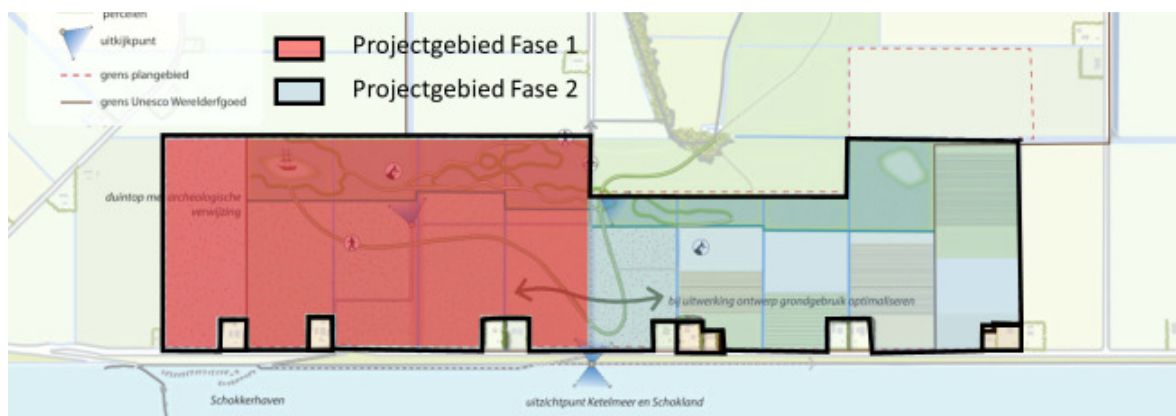 percelen
uitkijkpunt
grens plangebied
grens Unesco Werelderfgoed
Projectgebied Fase 1
Projectgebied Fase 2
duintop met archeologische
verwijzing
bij uitwerking ontwerp grondgebruik optimaliseren
Schokkerhaven
uitzichtpunt Ketelmeer en Schokland